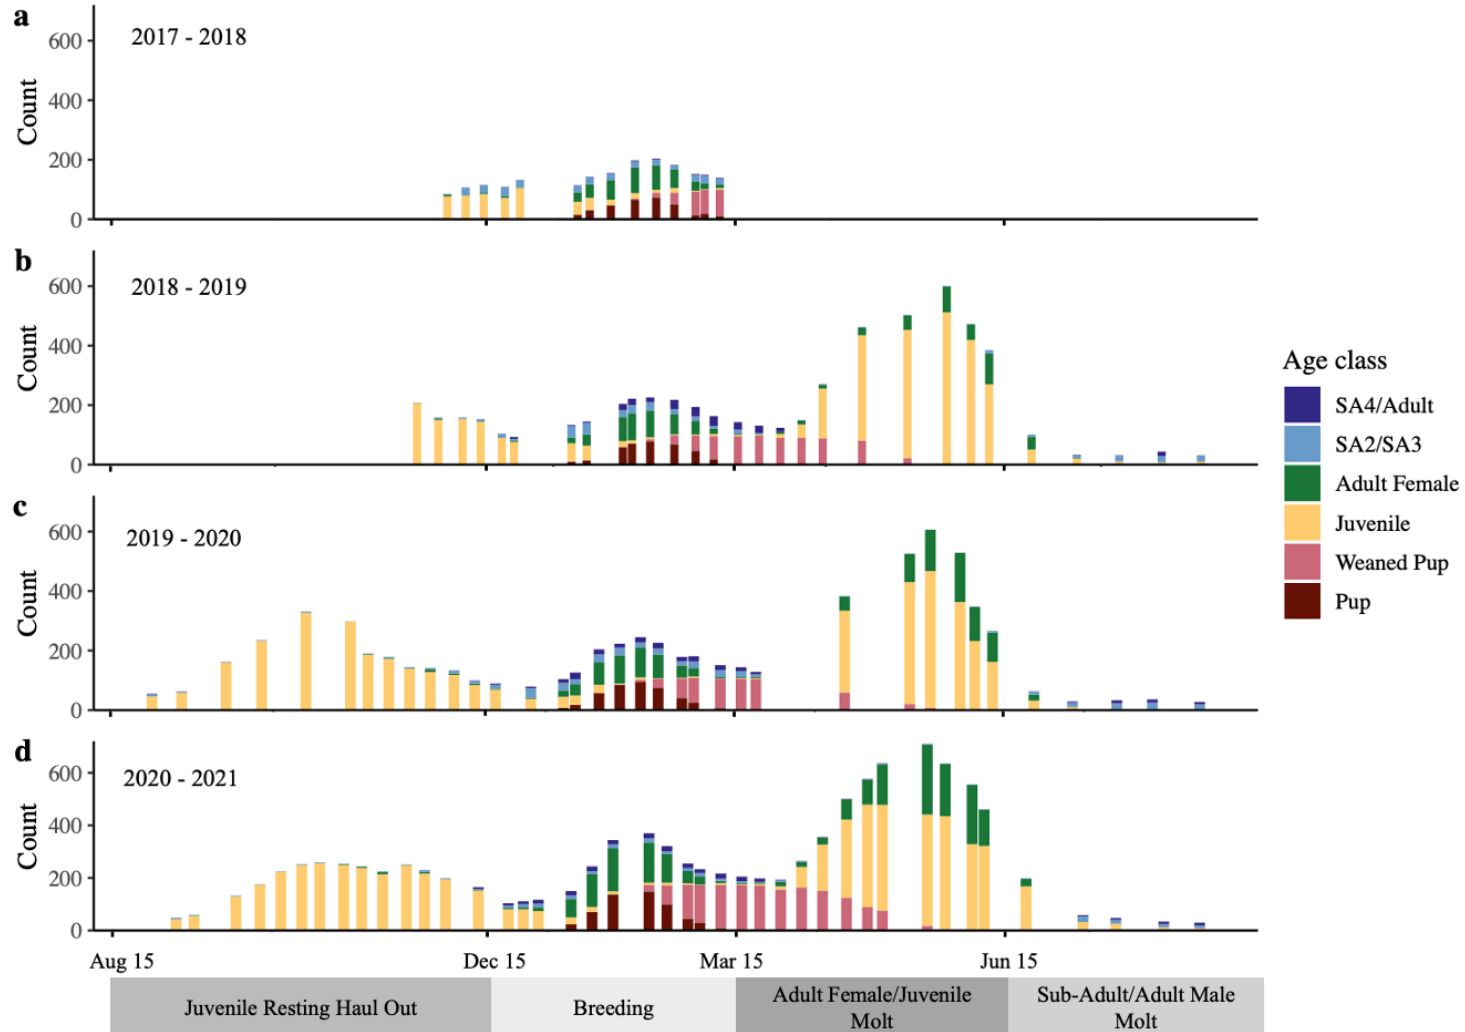 a
2017 - 2018
600
400
200
0
Count
b
2018 - 2019
600
400
200
0
Count
c
2019 - 2020
600
400
200
0
Count
d
2020 - 2021
600
400
200
0
Count
Aug 15
Dec 15
Mar 15
Jun 15
Juvenile Resting Haul Out
Breeding
Adult Female/Juvenile
Molt
Sub-Adult/Adult Male
Molt
Age class
SA4/Adult
SA2/SA3
Adult Female
Juvenile
Weaned Pup
Pup